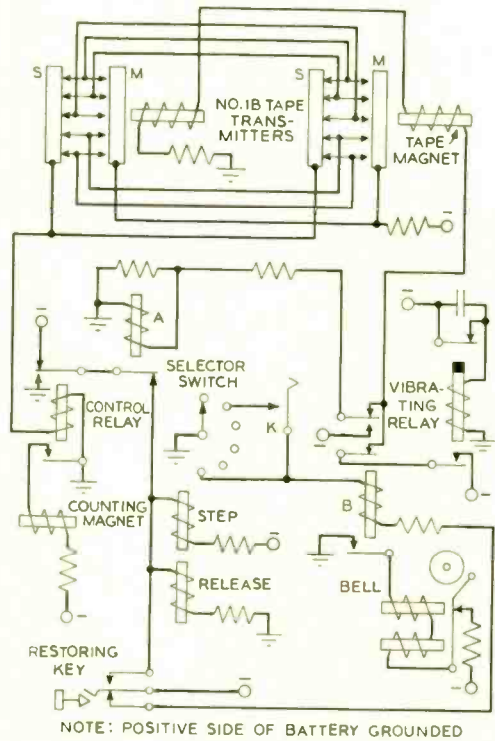 S
M
S
M
NO. 1B TAPE
TRANS-
MITTERS
TAPE
MAGNET
A
SELECTOR
SWITCH
K
VIBRA-
TING
RELAY
CONTROL
RELAY
COUNTING
MAGNET
STEP
B
RELEASE
BELL
RESTORING
KEY
NOTE: POSITIVE SIDE OF BATTERY GROUNDED